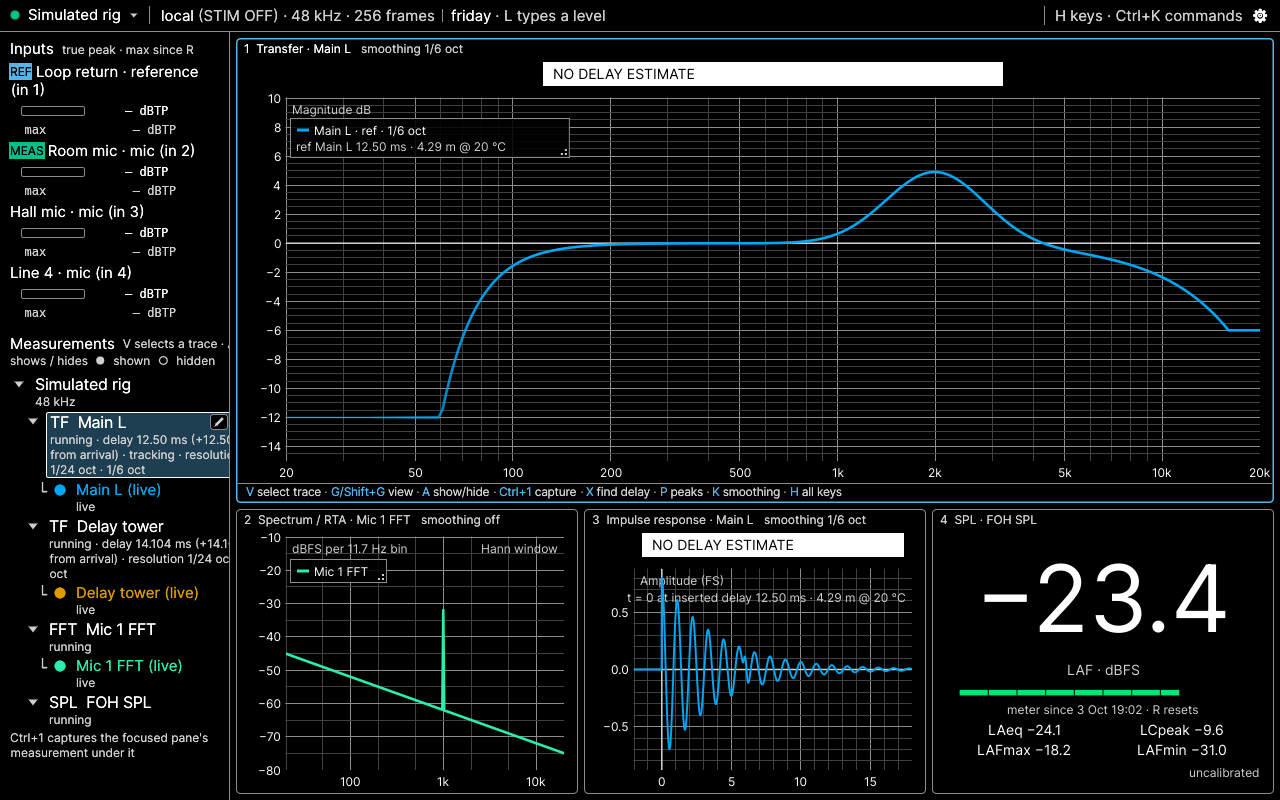 Simulated rig
local (STIM OFF) · 48 kHz · 256 frames
friday · L types a level
H keys · Ctrl+K commands
Inputs true peak · max since R
REF Loop return · reference
(in 1)
– dBTP
max – dBTP
MEAS Room mic · mic (in 2)
– dBTP
max – dBTP
Hall mic · mic (in 3)
– dBTP
max – dBTP
Line 4 · mic (in 4)
– dBTP
max – dBTP
Measurements V selects a trace ·
shows / hides shown hidden
Simulated rig
48 kHz
TF Main L
running · delay 12.50 ms (+12.50
from arrival) · tracking ·
1/24 oct · 1/6 oct
Main L (live)
live
TF Delay tower
running · delay 14.104 ms
from arrival) · resolution 1/24 oc
oct
Delay tower (live)
live
FFT Mic 1 FFT
running
Mic 1 FFT (live)
live
SPL FOH SPL
running
Ctrl+1 captures the focused pane's
measurement under it
1 Transfer · Main L smoothing 1/6 oct
NO DELAY ESTIMATE
Magnitude dB
Main L · ref · 1/6 oct
ref Main L 12.50 ms · 4.29 m @ 20 °C
10
8
6
4
2
0
−2
−4
−6
−8
−10
−12
−14
20 50 100 200 500 1k 2k 5k 10k 20k
V select trace · G/Shift+G view · A show/hide · Ctrl+1 capture · X find delay · P peaks · K smoothing · H all keys
2 Spectrum / RTA · Mic 1 FFT smoothing off
dBFS per 11.7 Hz bin Hann window
Mic 1 FFT
−10
−20
−30
−40
−50
−60
−70
−80
100 1k 10k
3 Impulse response · Main L smoothing 1/6 oct
NO DELAY ESTIMATE
Amplitude (FS)
t = 0 at inserted delay 12.50 ms · 4.29 m @ 20 °C
0.5
0.0
−0.5
0 5 10 15
4 SPL · FOH SPL
−23.4
LAF · dBFS
meter since 3 Oct 19:02 · R resets
LAeq −24.1 LCpeak −9.6
LAFmax −18.2 LAFmin −31.0
uncalibrated